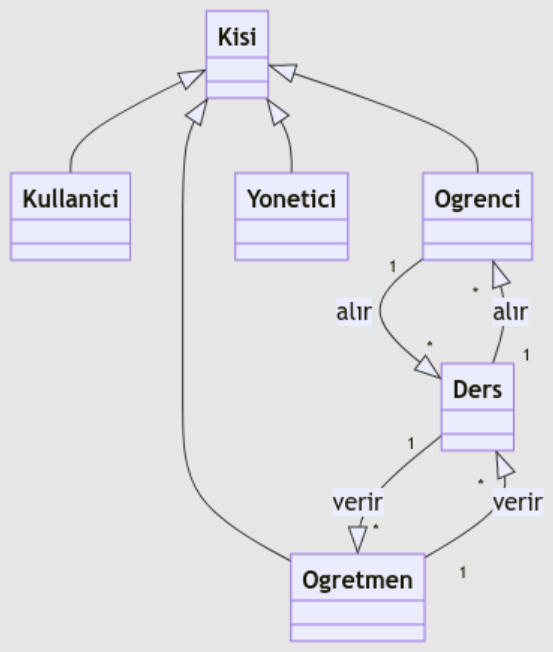 Kisi
Kullanici
Yonetici
Ogrenci
1
*
alır
alır
*
1
Ders
1
*
verir
verir
*
1
Ogretmen